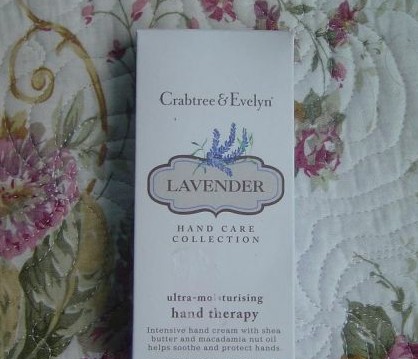 Crabtree & Evelyn
LAVENDER
HAND CARE
COLLECTION
ultra-moisturising
hand therapy
Intensive hand cream with shea
butter and macadamia nut oil
helps soothe and protect hands.